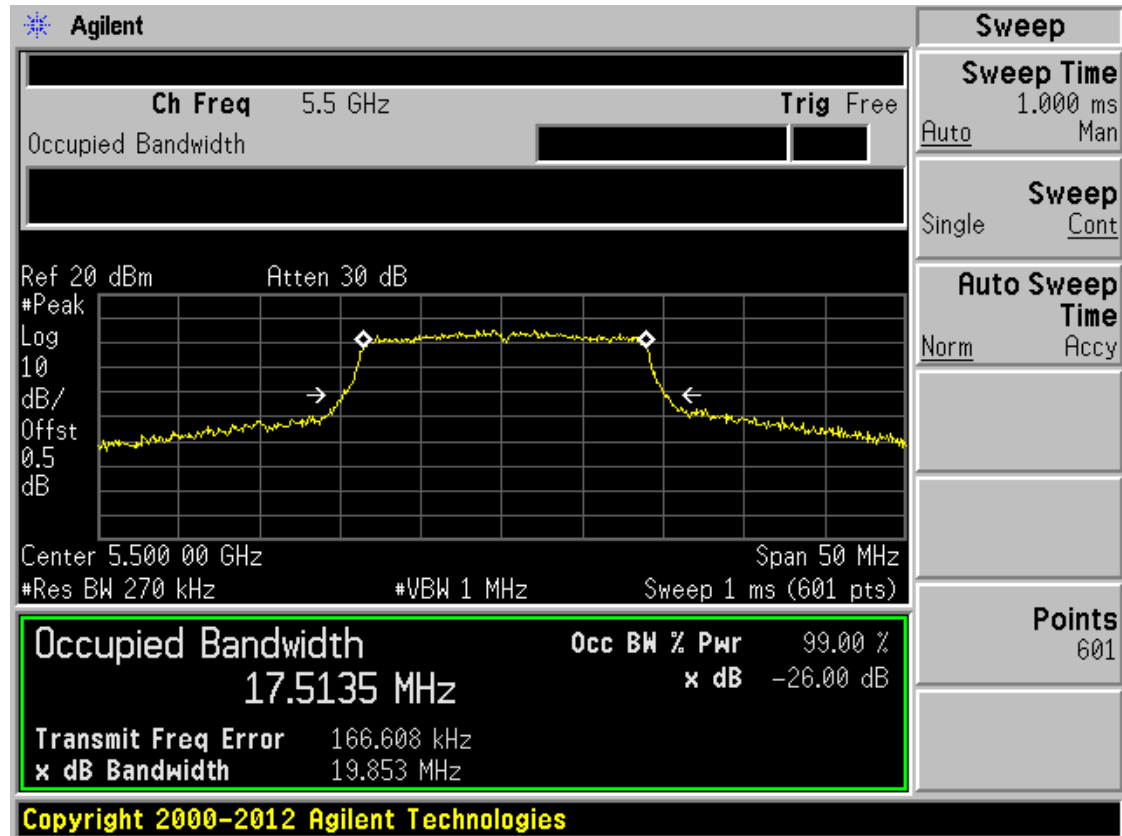 Agilent
Ch Freq 5.5 GHz Trig Free
Occupied Bandwidth
Ref 20 dBm Atten 30 dB
#Peak
Log
10
dB/
Offst
0.5
dB
Center 5.500 00 GHz Span 50 MHz
#Res BW 270 kHz #VBW 1 MHz Sweep 1 ms (601 pts)
Occupied Bandwidth
17.5135 MHz
Occ BW % Pwr 99.00 %
x dB -26.00 dB
Transmit Freq Error 166.608 kHz
x dB Bandwidth 19.853 MHz
Copyright 2000-2012 Agilent Technologies
Sweep
Sweep Time
1.000 ms
Auto Man
Sweep
Single Cont
Auto Sweep
Time
Norm Accy
Points
601